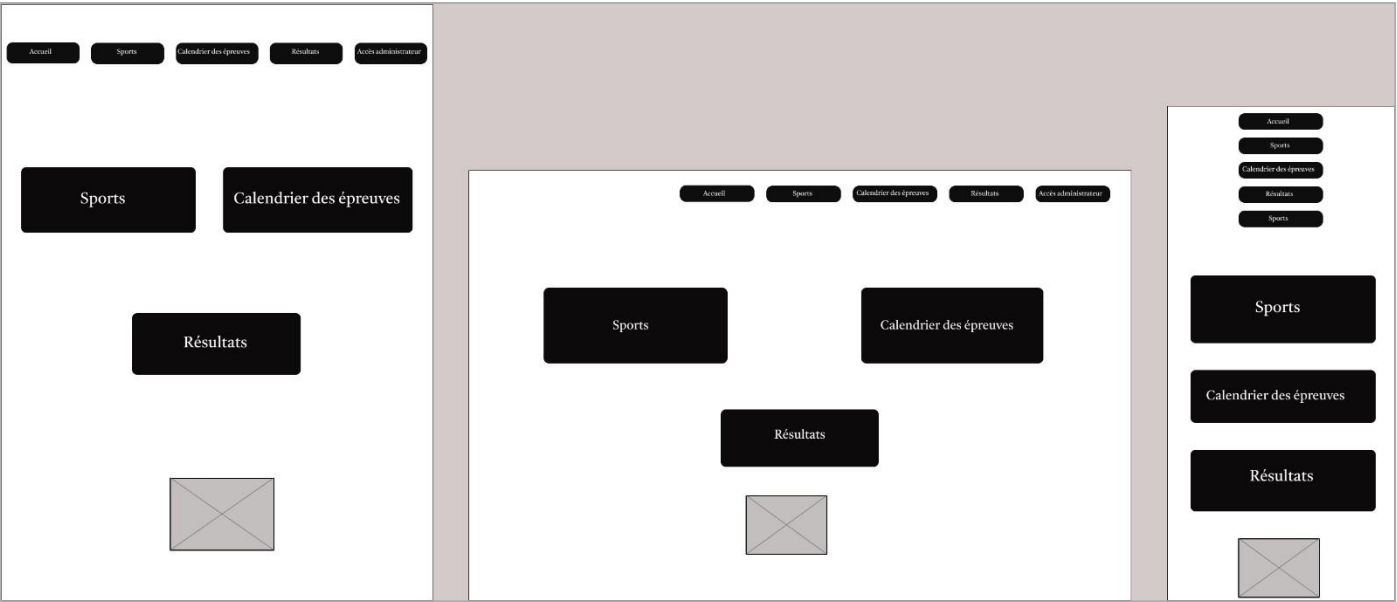 Accueil
Sports
Calendrier des épreuves
Résultats
Accès administrateur
Sports
Calendrier des épreuves
Résultats
Accueil
Sports
Calendrier des épreuves
Résultats
Accès administrateur
Sports
Calendrier des épreuves
Résultats
Accueil
Sports
Calendrier des épreuves
Résultats
Sports
Sports
Calendrier des épreuves
Résultats